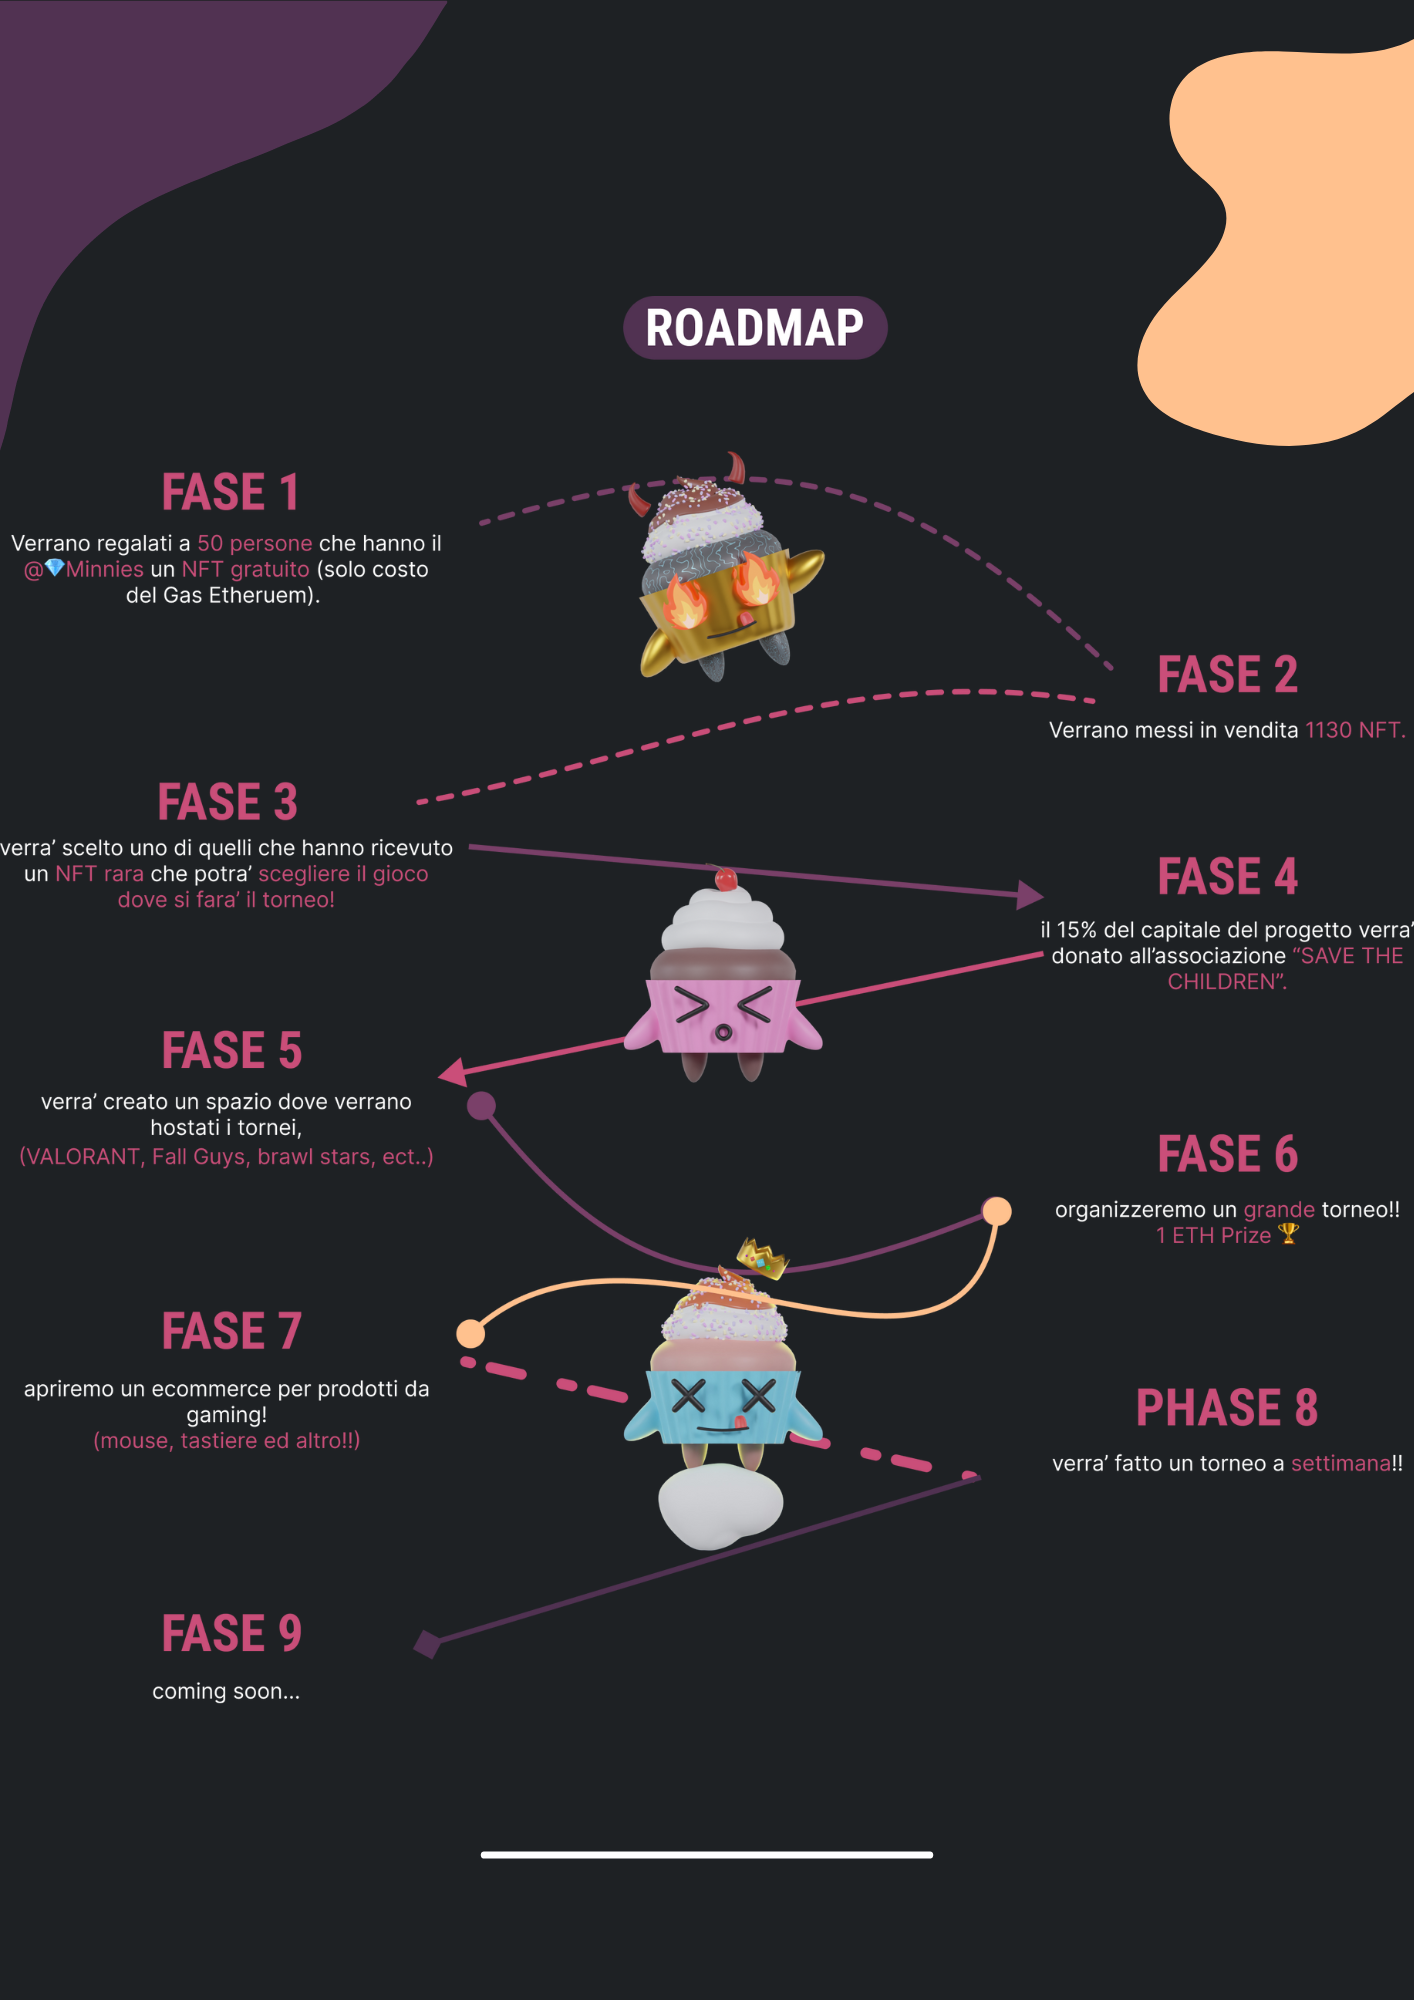 ROADMAP
FASE 1
Verrano regalati a 50 persone che hanno il
@💎Minnies un NFT gratuito (solo costo
del Gas Etheruem).
FASE 2
Verrano messi in vendita 1130 NFT.
FASE 3
verra’ scelto uno di quelli che hanno ricevuto
un NFT rara che potra’ scegliere il gioco
dove si fara’ il torneo!
FASE 4
il 15% del capitale del progetto verra’
donato all’associazione “SAVE THE
CHILDREN”.
FASE 5
verra’ creato un spazio dove verrano
hostati i tornei,
(VALORANT, Fall Guys, brawl stars, ect..)
FASE 6
organizzeremo un grande torneo!!
1 ETH Prize 🏆
FASE 7
apriremo un ecommerce per prodotti da
gaming!
(mouse, tastiere ed altro!!)
PHASE 8
verra’ fatto un torneo a settimana!!
FASE 9
coming soon...